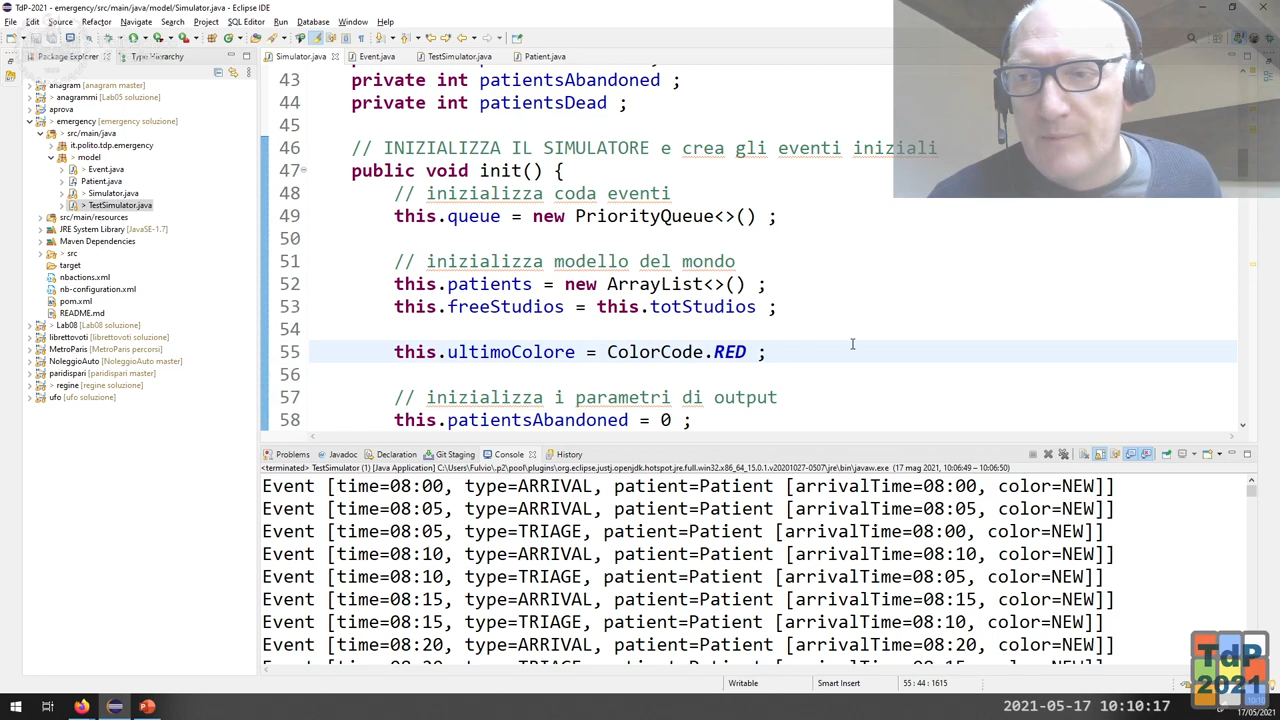 TdP-2021 - emergency/src/main/java/model/Simulator.java - Eclipse IDE
File Edit Source Refactor Navigate Search Project SQL Editor Run Database Window Help
Package Explorer
Type Hierarchy
anagram (anagram master)
anagrammi (Lab05 soluzione)
aprova
> emergency (emergency soluzione)
> src/main/java
> it.polito.tdp.emergency
> model
> Event.java
> Patient.java
> Simulator.java
> TestSimulator.java
src/main/resources
JRE System Library [JavaSE-1.7]
Maven Dependencies
> src
target
nbactions.xml
nb-configuration.xml
pom.xml
README.md
> Lab08 (Lab08 soluzione)
librettovoti (librettovoti master)
MetroParis (MetroParis percorsi)
NoleggioAuto (NoleggioAuto master)
paridispari (paridispari master)
> regine (regine soluzione)
ufo (ufo soluzione)
Simulator.java
Event.java
TestSimulator.java
Patient.java
43 private int patientsAbandoned ;
44 private int patientsDead ;
45
46 // INIZIALIZZA IL SIMULATORE e crea gli eventi iniziali
47 public void init() {
48 // inizializza coda eventi
49 this.queue = new PriorityQueue<>() ;
50
51 // inizializza modello del mondo
52 this.patients = new ArrayList<>() ;
53 this.freeStudios = this.totStudios ;
54
55 this.ultimoColore = ColorCode.RED ;
56
57 // inizializza i parametri di output
58 this.patientsAbandoned = 0 ;
Problems Javadoc Declaration Git Staging Console History
<terminated> TestSimulator (1) [Java Application] C:\Users\Fulvio\.p2\pool\plugins\org.eclipse.justj.openjdk.hotspot.jre.full.win32.x86_64_15.0.1.v20201027-0507\jre\bin\javaw.exe (17 mag 2021, 10:06:49 – 10:06:50)
Event [time=08:00, type=ARRIVAL, patient=Patient [arrivalTime=08:00, color=NEW]]
Event [time=08:05, type=ARRIVAL, patient=Patient [arrivalTime=08:05, color=NEW]]
Event [time=08:05, type=TRIAGE, patient=Patient [arrivalTime=08:00, color=NEW]]
Event [time=08:10, type=ARRIVAL, patient=Patient [arrivalTime=08:10, color=NEW]]
Event [time=08:10, type=TRIAGE, patient=Patient [arrivalTime=08:05, color=NEW]]
Event [time=08:15, type=ARRIVAL, patient=Patient [arrivalTime=08:15, color=NEW]]
Event [time=08:15, type=TRIAGE, patient=Patient [arrivalTime=08:10, color=NEW]]
Event [time=08:20, type=ARRIVAL, patient=Patient [arrivalTime=08:20, color=NEW]]
Writable
Smart Insert
55 : 44 : 1615
TdP
2021
2021-05-17 10:10:17
17/05/2021